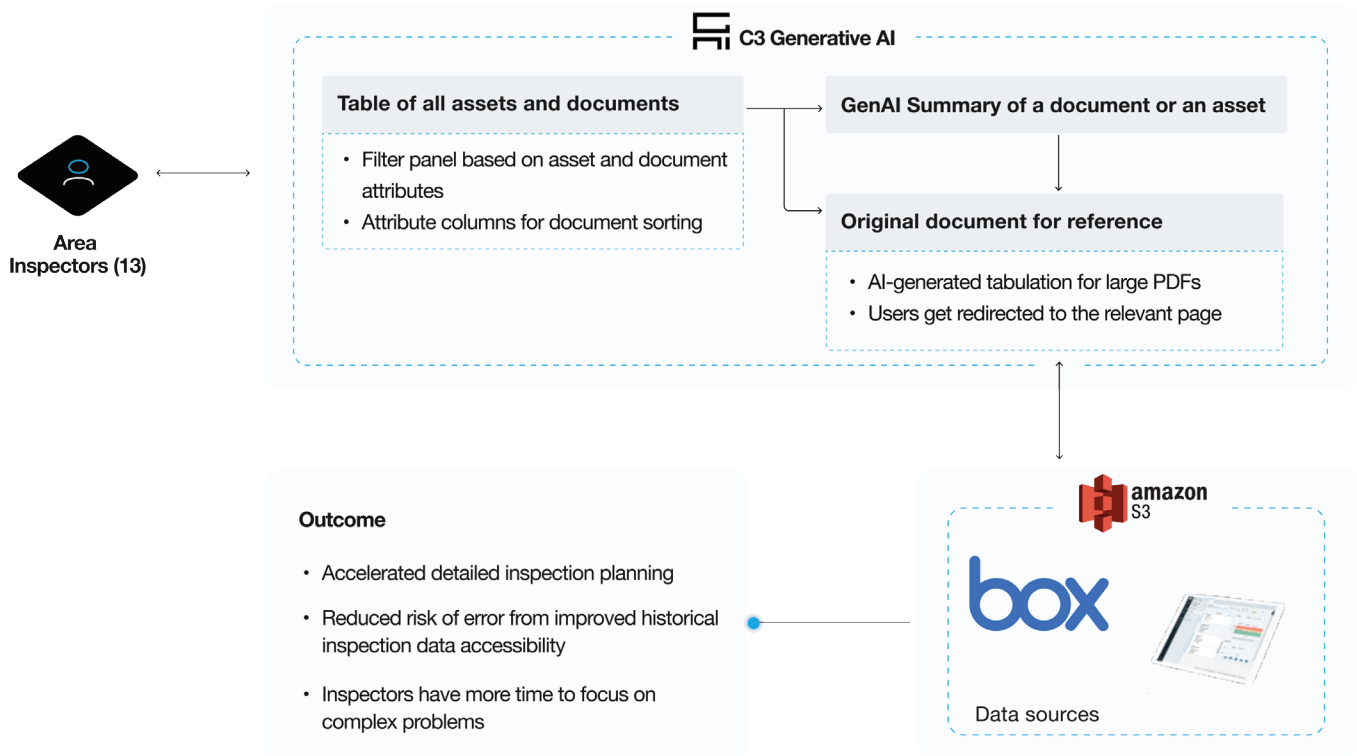 C3 Generative AI
Table of all assets and documents
• Filter panel based on asset and document
attributes
• Attribute columns for document sorting
GenAI Summary of a document or an asset
Original document for reference
• AI-generated tabulation for large PDFs
• Users get redirected to the relevant page
Area
Inspectors (13)
Outcome
• Accelerated detailed inspection planning
• Reduced risk of error from improved historical
inspection data accessibility
• Inspectors have more time to focus on
complex problems
amazon
S3
box
Data sources